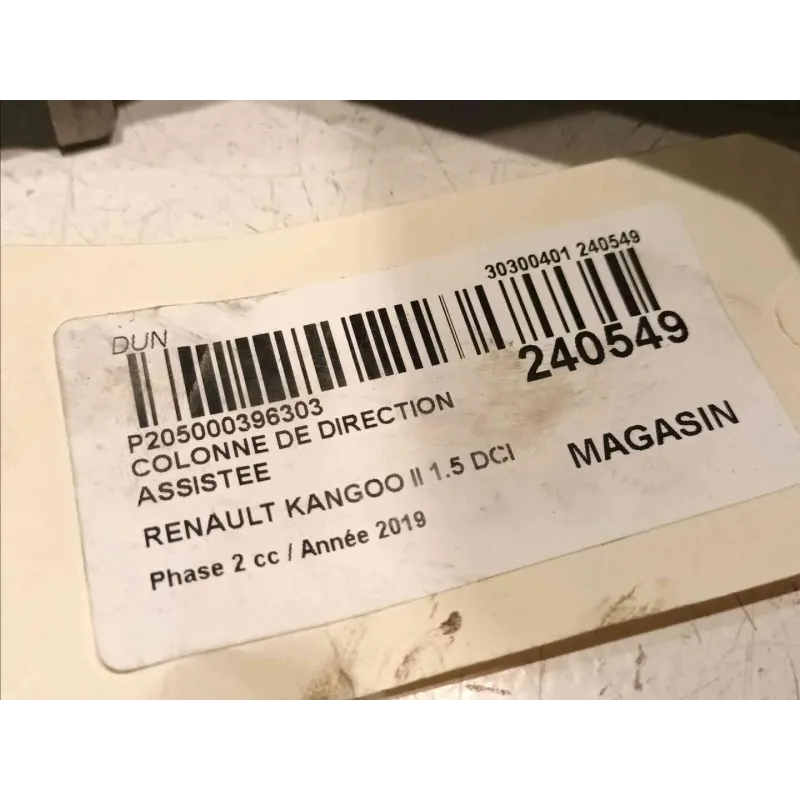 DUN
30300401 240549
240549
P205000396303
COLONNE DE DIRECTION
ASSISTEE
MAGASIN
RENAULT KANGOO II 1.5 DCI
Phase 2 cc / Année 2019